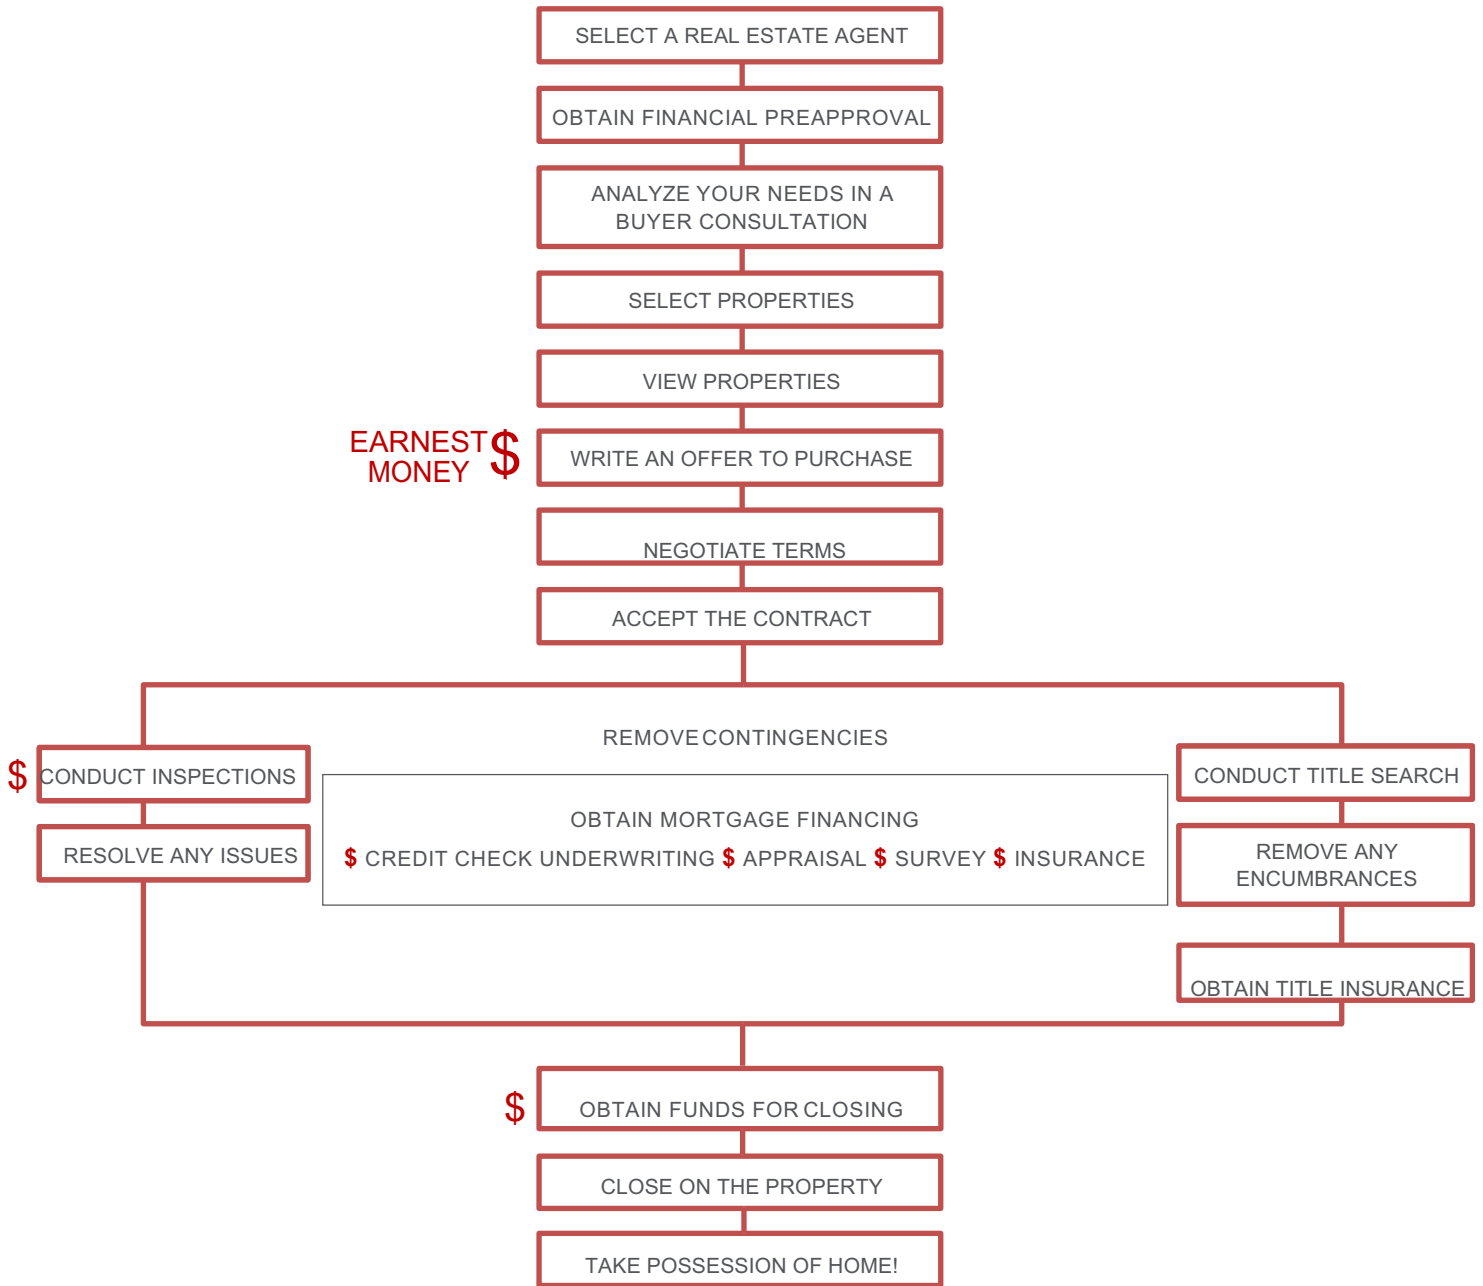 SELECT A REAL ESTATE AGENT
OBTAIN FINANCIAL PREAPPROVAL
ANALYZE YOUR NEEDS IN A
BUYER CONSULTATION
SELECT PROPERTIES
VIEW PROPERTIES
EARNEST
MONEY
$
WRITE AN OFFER TO PURCHASE
NEGOTIATE TERMS
ACCEPT THE CONTRACT
REMOVE CONTINGENCIES
$ CONDUCT INSPECTIONS
RESOLVE ANY ISSUES
OBTAIN MORTGAGE FINANCING
$ CREDIT CHECK UNDERWRITING $ APPRAISAL $ SURVEY $ INSURANCE
CONDUCT TITLE SEARCH
REMOVE ANY
ENCUMBRANCES
OBTAIN TITLE INSURANCE
$ OBTAIN FUNDS FOR CLOSING
CLOSE ON THE PROPERTY
TAKE POSSESSION OF HOME!